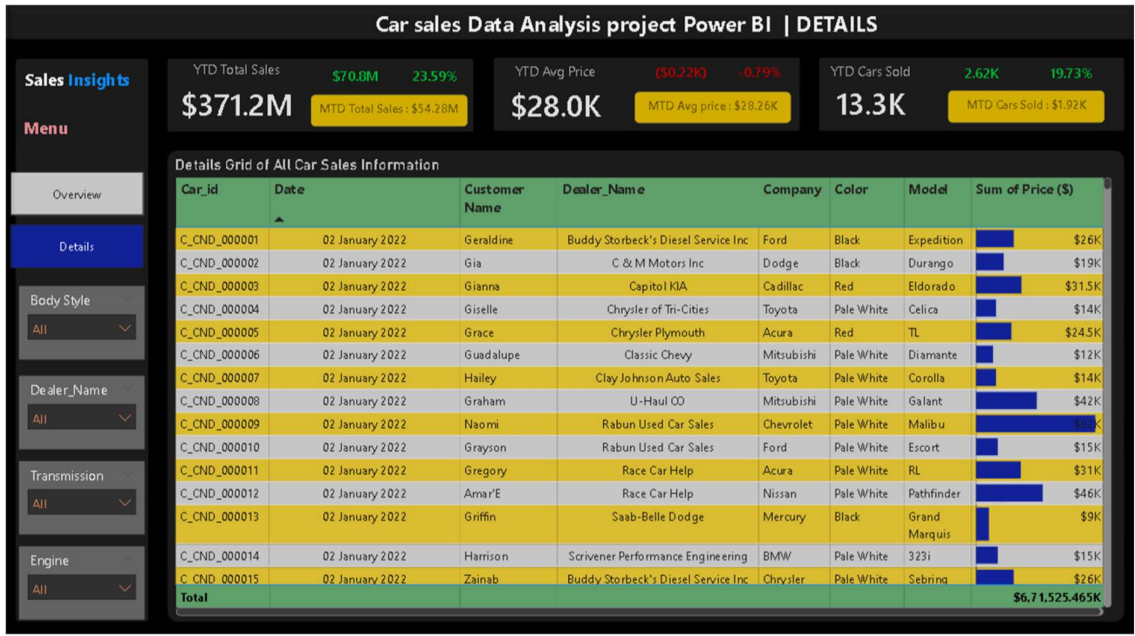 Car sales Data Analysis project Power BI | DETAILS
Sales Insights
Menu
Overview
Details
Body Style
All
Dealer_Name
All
Transmission
All
Engine
All
YTD Total Sales
$70.8M 23.59%
$371.2M
MTD Total Sales : $54.28M
YTD Avg Price
($0.22K) -0.79%
$28.0K
MTD Avg price : $28.26K
YTD Cars Sold
2.62K 19.73%
13.3K
MTD Cars Sold : $1.92K
Details Grid of All Car Sales Information
Car_id Date Customer Name Dealer_Name Company Color Model Sum of Price ($)
C_CND_000001 02 January 2022 Geraldine Buddy Storbeck's Diesel Service Inc Ford Black Expedition $26K
C_CND_000002 02 January 2022 Gia C & M Motors Inc Dodge Black Durango $19K
C_CND_000003 02 January 2022 Gianna Capitol KIA Cadillac Red Eldorado $31.5K
C_CND_000004 02 January 2022 Giselle Chrysler of Tri-Cities Toyota Pale White Celica $14K
C_CND_000005 02 January 2022 Grace Chrysler Plymouth Acura Red TL $24.5K
C_CND_000006 02 January 2022 Guadalupe Classic Chevy Mitsubishi Pale White Diamante $12K
C_CND_000007 02 January 2022 Hailey Clay Johnson Auto Sales Toyota Pale White Corolla $14K
C_CND_000008 02 January 2022 Graham U-Haul CO Mitsubishi Pale White Galant $42K
C_CND_000009 02 January 2022 Naomi Rabun Used Car Sales Chevrolet Pale White Malibu
C_CND_000010 02 January 2022 Grayson Rabun Used Car Sales Ford Pale White Escort $15K
C_CND_000011 02 January 2022 Gregory Race Car Help Acura Pale White RL $31K
C_CND_000012 02 January 2022 Amar'E Race Car Help Nissan Pale White Pathfinder $46K
C_CND_000013 02 January 2022 Griffin Saab-Belle Dodge Mercury Black Grand Marquis $9K
C_CND_000014 02 January 2022 Harrison Scrivener Performance Engineering BMW Pale White 323i $15K
C_CND_000015 02 January 2022 Zainab Buddy Storbeck's Diesel Service Inc Chrysler Pale White Sebring $26K
Total $6,71,525.465K